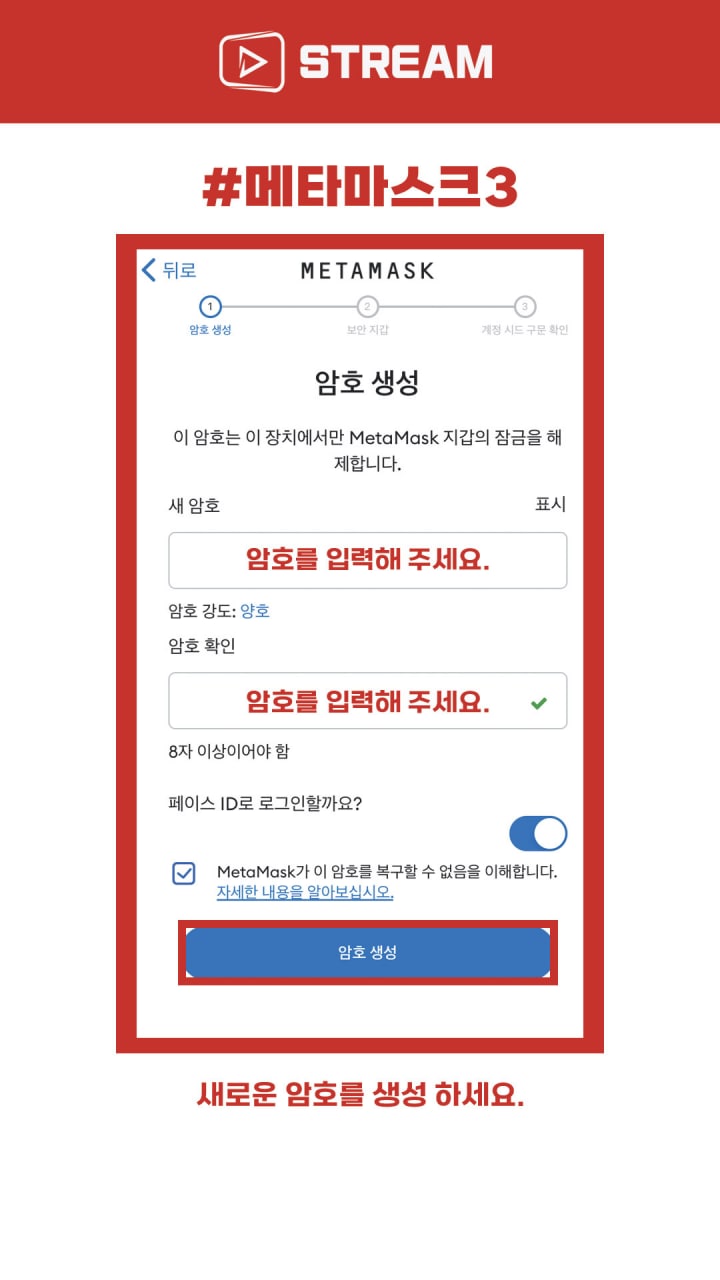 STREAM
#메타마스크3
뒤로
METAMASK
1 2 3
암호 생성 보안 지갑 계정 시드 구문 확인
암호 생성
이 암호는 이 장치에서만 MetaMask 지갑의 잠금을 해
제합니다.
새 암호 표시
암호를 입력해 주세요.
암호 강도: 양호
암호 확인
암호를 입력해 주세요.
8자 이상이어야 함
페이스 ID로 로그인할까요?
MetaMask가 이 암호를 복구할 수 없음을 이해합니다.
자세한 내용을 알아보십시오.
암호 생성
새로운 암호를 생성 하세요.